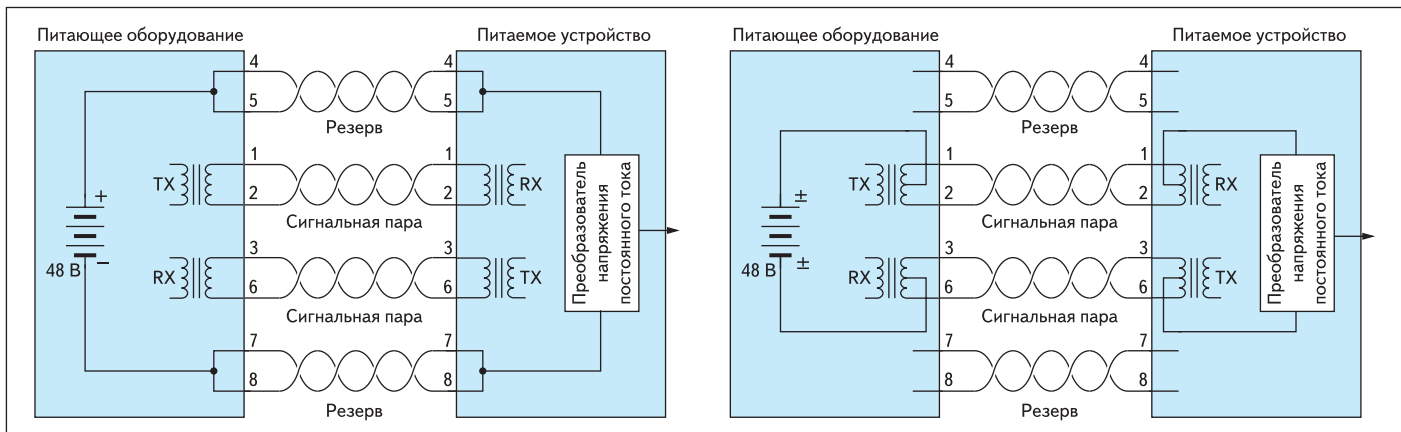 Питающее оборудование
Питаемое устройство
4
4
5
5
Резерв
1
1
TX
RX
2
2
Сигнальная пара
+
48 В
−
3
3
RX
TX
6
6
Сигнальная пара
7
7
8
8
Резерв
Преобразователь
напряжения
постоянного тока
Питающее оборудование
Питаемое устройство
4
4
5
5
Резерв
1
1
TX
RX
2
2
Сигнальная пара
±
48 В
±
3
3
RX
TX
6
6
Сигнальная пара
7
7
8
8
Резерв
Преобразователь
напряжения
постоянного тока